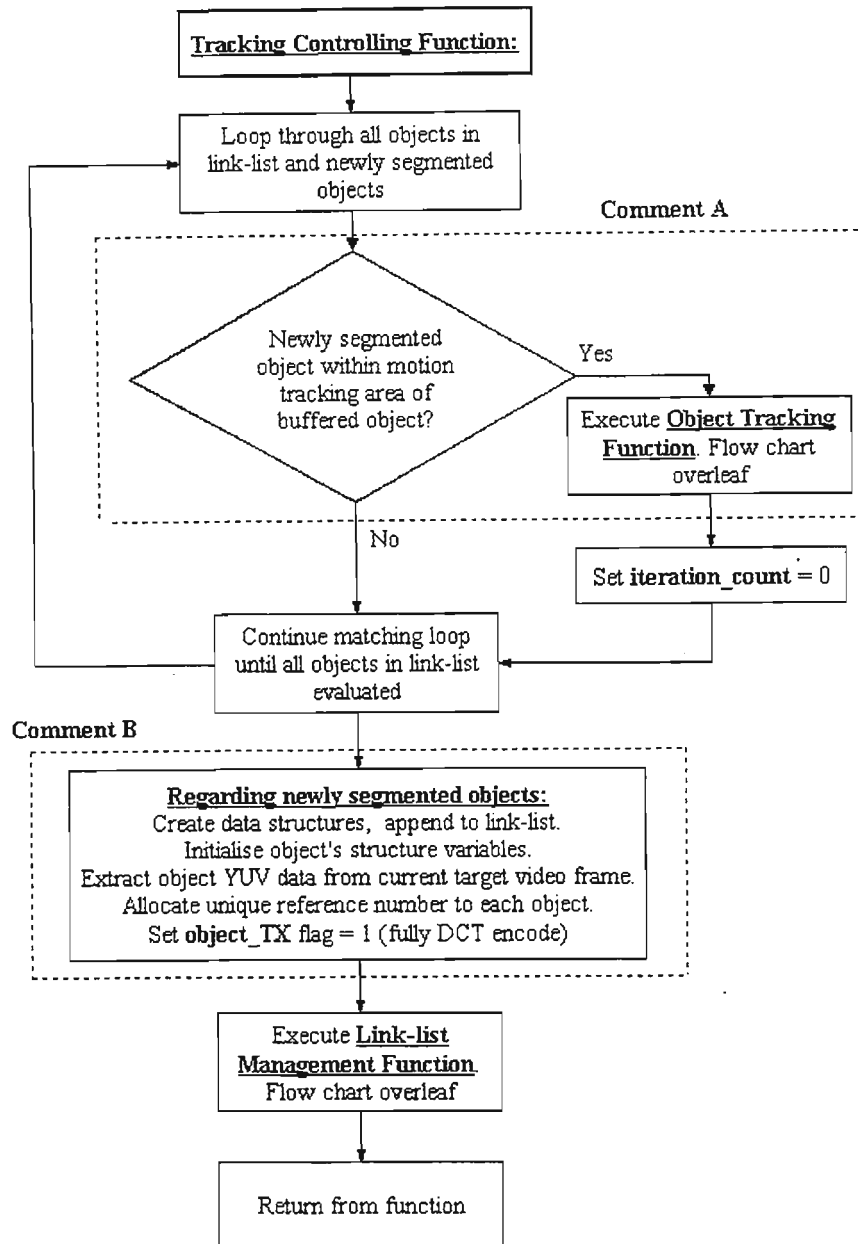 Tracking Controlling Function:
Loop through all objects in
link-list and newly segmented
objects
Comment A
Newly segmented
object within motion
tracking area of
buffered object?
Yes
Execute Object Tracking
Function. Flow chart
overleaf
No
Set iteration_count = 0
Continue matching loop
until all objects in link-list
evaluated
Comment B
Regarding newly segmented objects:
Create data structures, append to link-list.
Initialise object's structure variables.
Extract object YUV data from current target video frame.
Allocate unique reference number to each object.
Set object_TX flag = 1 (fully DCT encode)
Execute Link-list
Management Function
Flow chart overleaf
Return from function